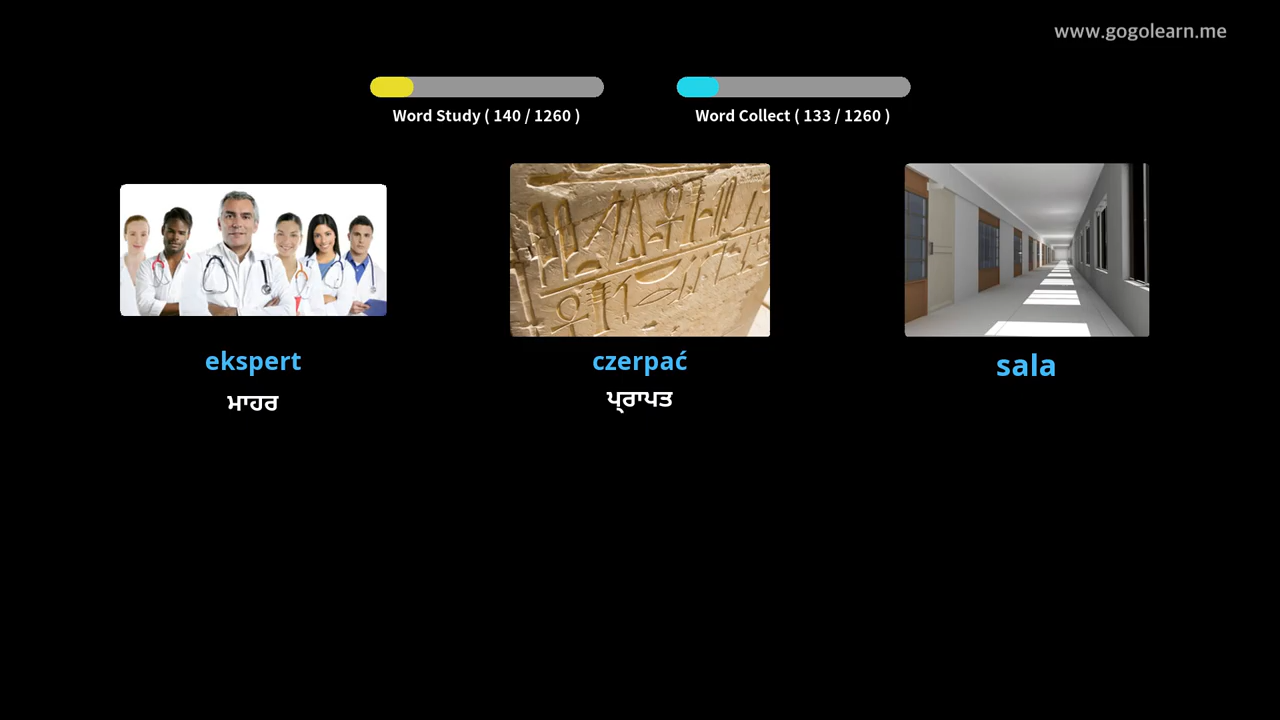 www.gogolearn.me
Word Study ( 140 / 1260 )
Word Collect ( 133 / 1260 )
ekspert
ਮਾਹਰ
czerpać
ਪ੍ਰਾਪਤ
sala